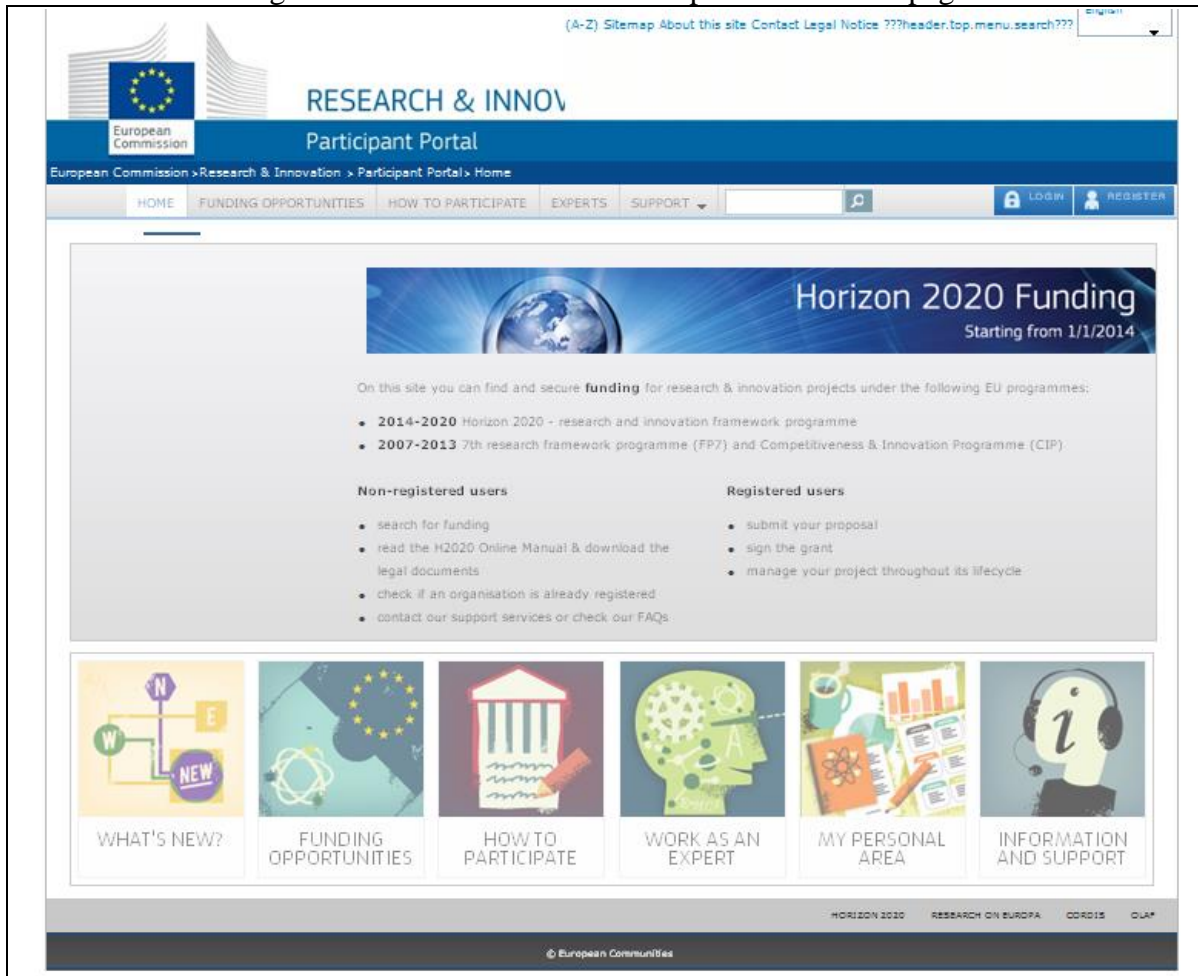 (A-Z) Sitemap About this site Contact Legal Notice ???header.top.menu.search??? English
European
Commission
RESEARCH & INNOV
Participant Portal
European Commission >Research & Innovation > Participant Portal> Home
HOME FUNDING OPPORTUNITIES HOW TO PARTICIPATE EXPERTS SUPPORT LOGIN REGISTER
Horizon 2020 Funding
Starting from 1/1/2014
On this site you can find and secure funding for research & innovation projects under the following EU programmes:
• 2014-2020 Horizon 2020 - research and innovation framework programme
• 2007-2013 7th research framework programme (FP7) and Competitiveness & Innovation Programme (CIP)
Non-registered users
• search for funding
• read the H2020 Online Manual & download the
legal documents
• check if an organisation is already registered
• contact our support services or check our FAQs
Registered users
• submit your proposal
• sign the grant
• manage your project throughout its lifecycle
N
E
W
NEW
A
i
WHAT'S NEW?
FUNDING
OPPORTUNITIES
HOW TO
PARTICIPATE
WORK AS AN
EXPERT
MY PERSONAL
AREA
INFORMATION
AND SUPPORT
HORIZON 2020 RESEARCH ON EUROPA CORDIS OLAF
© European Communities